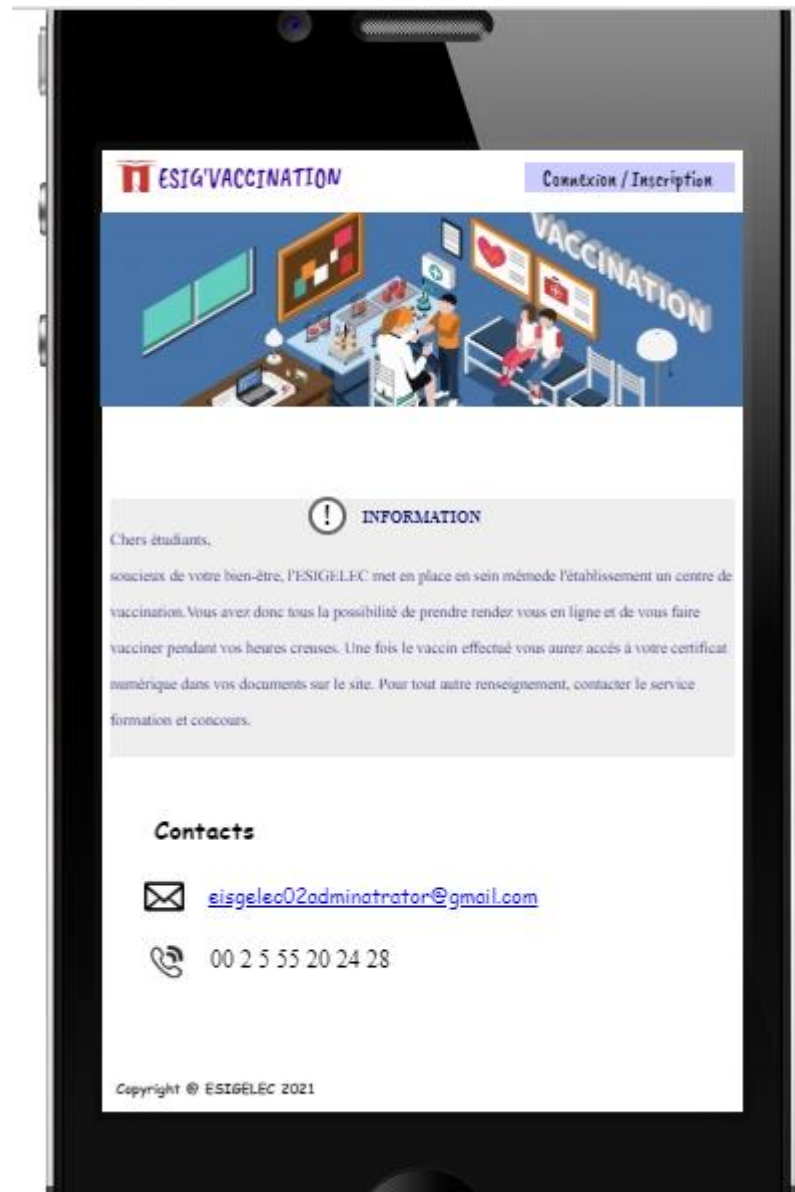 ESIG'VACCINATION
Connexion / Inscription
VACCINATION
! INFORMATION
Chers étudiants,
soucieux de votre bien-être, l'ESIGELEC met en place en sein mêmede l'établissement un centre de
vaccination.Vous avez donc tous la possibilité de prendre rendez vous en ligne et de vous faire
vacciner pendant vos heures creuses. Une fois le vaccin effectué vous aurez accés à votre certificat
numérique dans vos documents sur le site. Pour tout autre renseignement, contacter le service
formation et concours.
Contacts
eisgelec02adminatrator@gmail.com
00 2 5 55 20 24 28
Copyright © ESIGELEC 2021